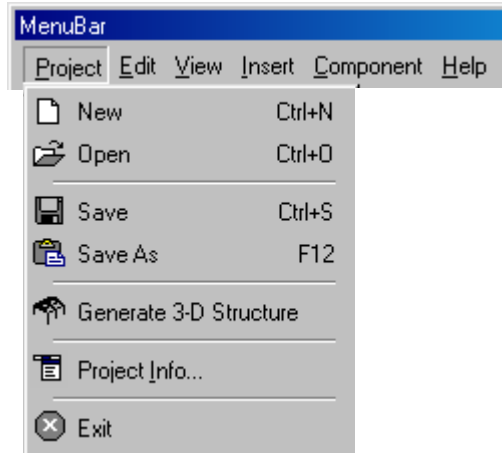 MenuBar
Project Edit View Insert Component Help
New Ctrl+N
Open Ctrl+O
Save Ctrl+S
Save As F12
Generate 3-D Structure
Project Info...
Exit